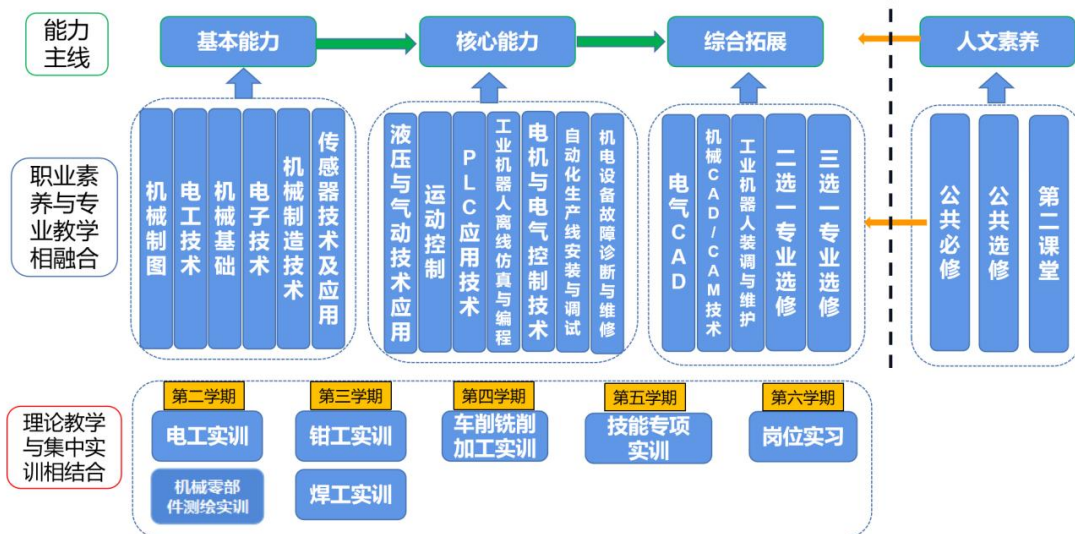 能力
主线
基本能力
核心能力
综合拓展
人文素养
职业素
养与专
业教学
相融合
机械制图
电工技术
机械基础
电子技术
机械制造技术
传感器技术及应用
液压与气动技术应用
运动控制
PLC应用技术
工业机器人离线仿真与编程
电机与电气控制技术
自动化生产线安装与调试
机电设备故障诊断与维修
电气CAD
机械CAD/CAM技术
工业机器人装调与维护
二选一专业选修
三选一专业选修
公共必修
公共选修
第二课堂
理论教学
与集中实
训相结合
第二学期
第三学期
第四学期
第五学期
第六学期
电工实训
钳工实训
车削铣削
加工实训
技能专项
实训
岗位实习
机械零部
件测绘实训
焊工实训